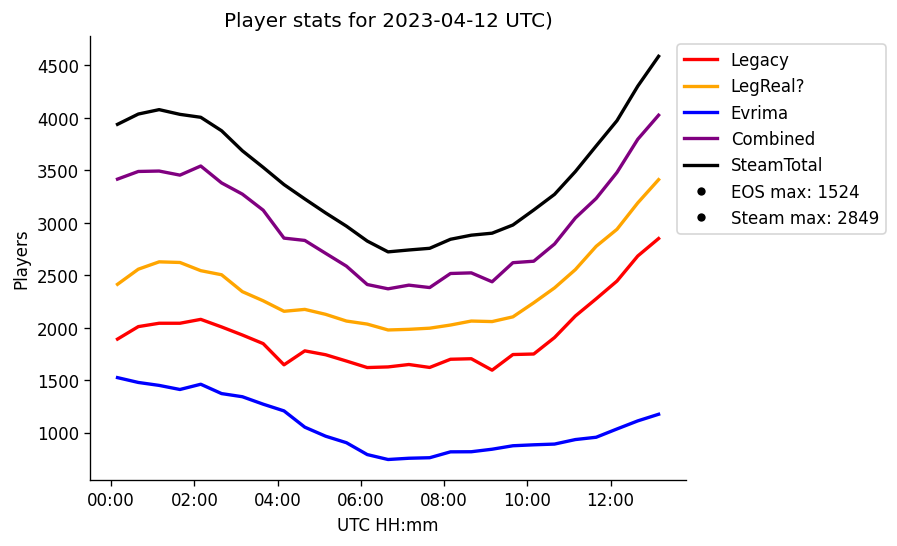 Player stats for 2023-04-12 UTC)
Legacy
LegReal?
Evrima
Combined
SteamTotal
EOS max: 1524
Steam max: 2849
Players
4500
4000
3500
3000
2500
2000
1500
1000
00:00 02:00 04:00 06:00 08:00 10:00 12:00
UTC HH:mm